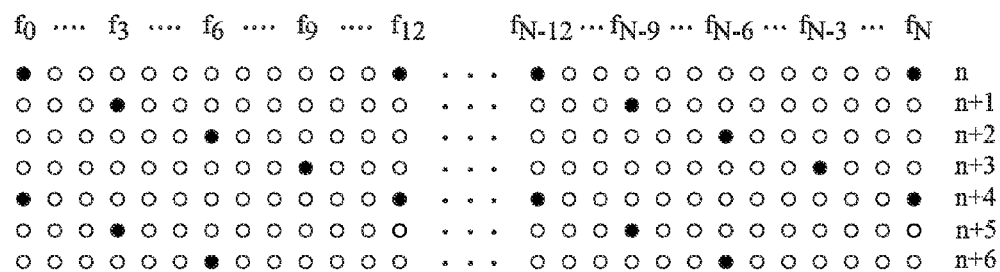 f0 ···· f3 ···· f6 ···· f9 ···· f12 fN-12 ··· fN-9 ··· fN-6 ··· fN-3 ··· fN
n
n+1
n+2
n+3
n+4
n+5
n+6